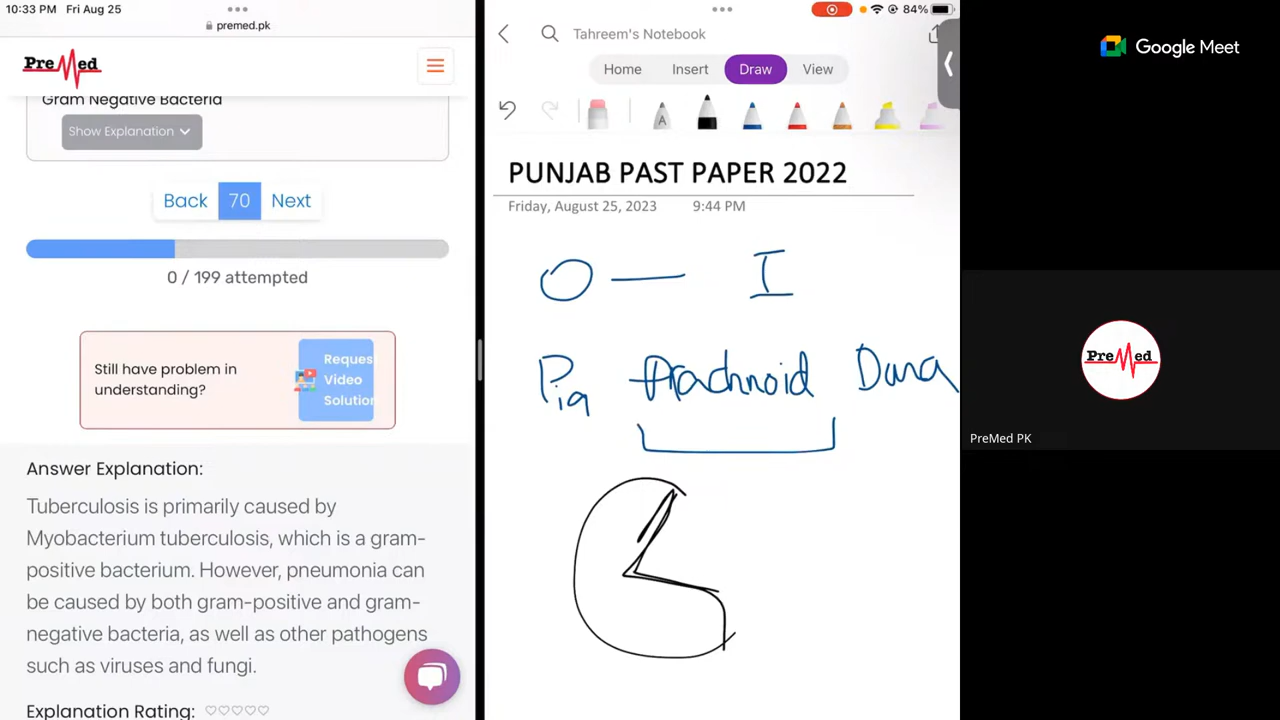 10:33 PM Fri Aug 25
premed.pk
PreMed
Gram Negative Bacteria
Show Explanation
Back 70 Next
0 / 199 attempted
Still have problem in
understanding?
Reques
Video
Solution
Answer Explanation:
Tuberculosis is primarily caused by
Myobacterium tuberculosis, which is a gram-
positive bacterium. However, pneumonia can
be caused by both gram-positive and gram-
negative bacteria, as well as other pathogens
such as viruses and fungi.
Explanation Rating:
84%
Tahreem's Notebook
Home Insert Draw View
A
PUNJAB PAST PAPER 2022
Friday, August 25, 2023 9:44 PM
O — I
Pia Arachnoid Dura
Google Meet
PreMed
PreMed PK